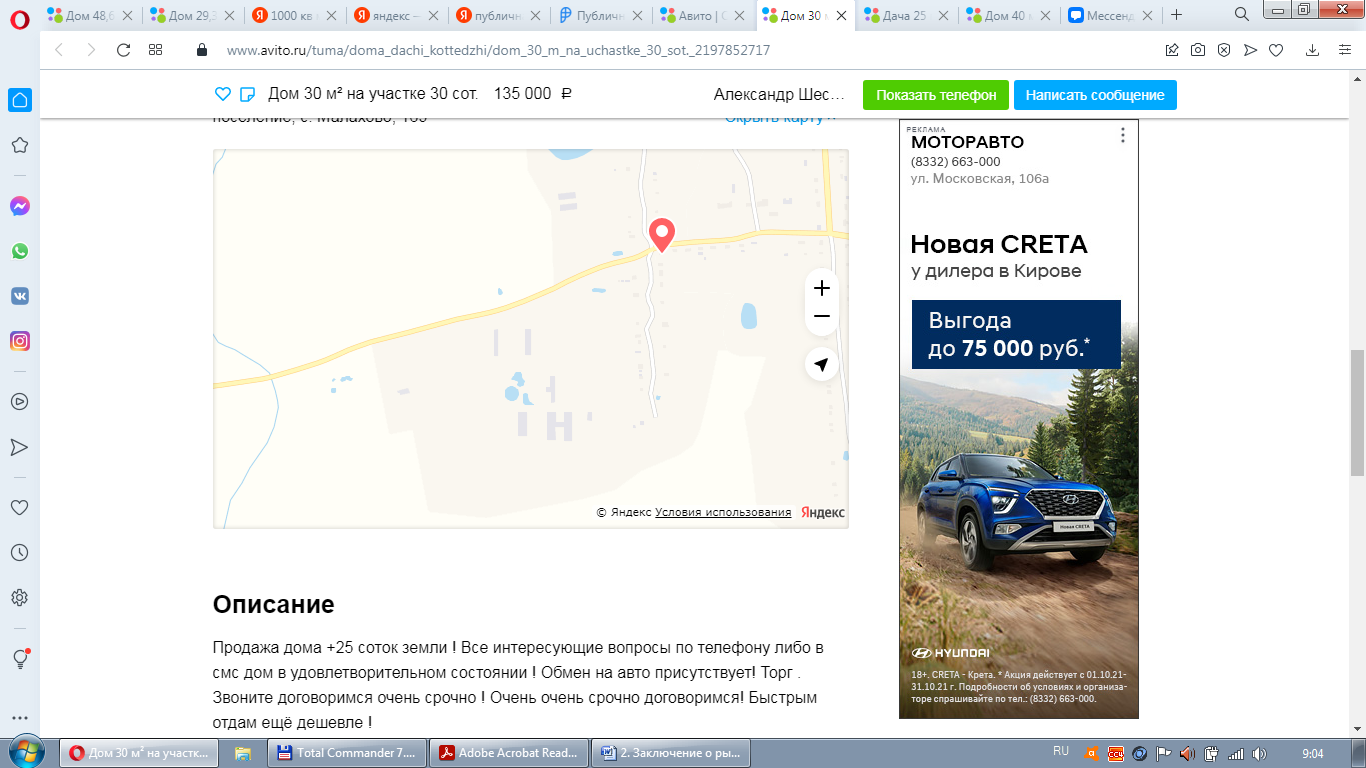 Дом 48,6
Дом 29,3
1000 кв
яндекс —
публичн
Публичн
Авито | С
Дом 30 м
Дача 25
Дом 40 м
Мессенд
www.avito.ru/tuma/doma_dachi_kottedzhi/dom_30_m_na_uchastke_30_sot._2197852717
Дом 30 м² на участке 30 сот. 135 000 ₽
Александр Шес...
Показать телефон
Написать сообщение
поселение, с. Малахово, 165
Скрыть карту
© Яндекс Условия использования Яндекс
Описание
Продажа дома +25 соток земли ! Все интересующие вопросы по телефону либо в
смс дом в удовлетворительном состоянии ! Обмен на авто присутствует! Торг .
Звоните договоримся очень срочно ! Очень очень срочно договоримся! Быстрым
отдам ещё дешевле !
РЕКЛАМА
МОТОРАВТО
(8332) 663-000
ул. Московская, 106а
Новая CRETA
у дилера в Кирове
Выгода
до 75 000 руб.*
Новая CRETA
HYUNDAI
18+. CRETA - Крета. * Акция действует с 01.10.21-
31.10.21 г. Подробности об условиях и организа-
торе спрашивайте по тел.: (8332) 663-000.
Дом 30 м² на участк...
Total Commander 7....
Adobe Acrobat Read...
2. Заключение о ры...
RU
9:04